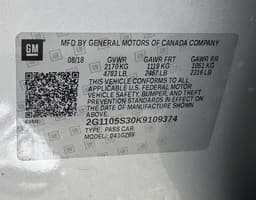 GM
MFD BY GENERAL MOTORS OF CANADA COMPANY
08/18 GVWR GAWR FRT GAWR RR
2170 KG 1119 KG 1051 KG
4783 LB 2467 LB 2316 LB
THIS VEHICLE CONFORMS TO ALL
APPLICABLE U.S. FEDERAL MOTOR
VEHICLE SAFETY, BUMPER, AND THEFT
PREVENTION STANDARDS IN EFFECT ON THE
DATE OF MANUFACTURE SHOWN ABOVE.
2G1105S30K9109374
TYPE: PASS CAR